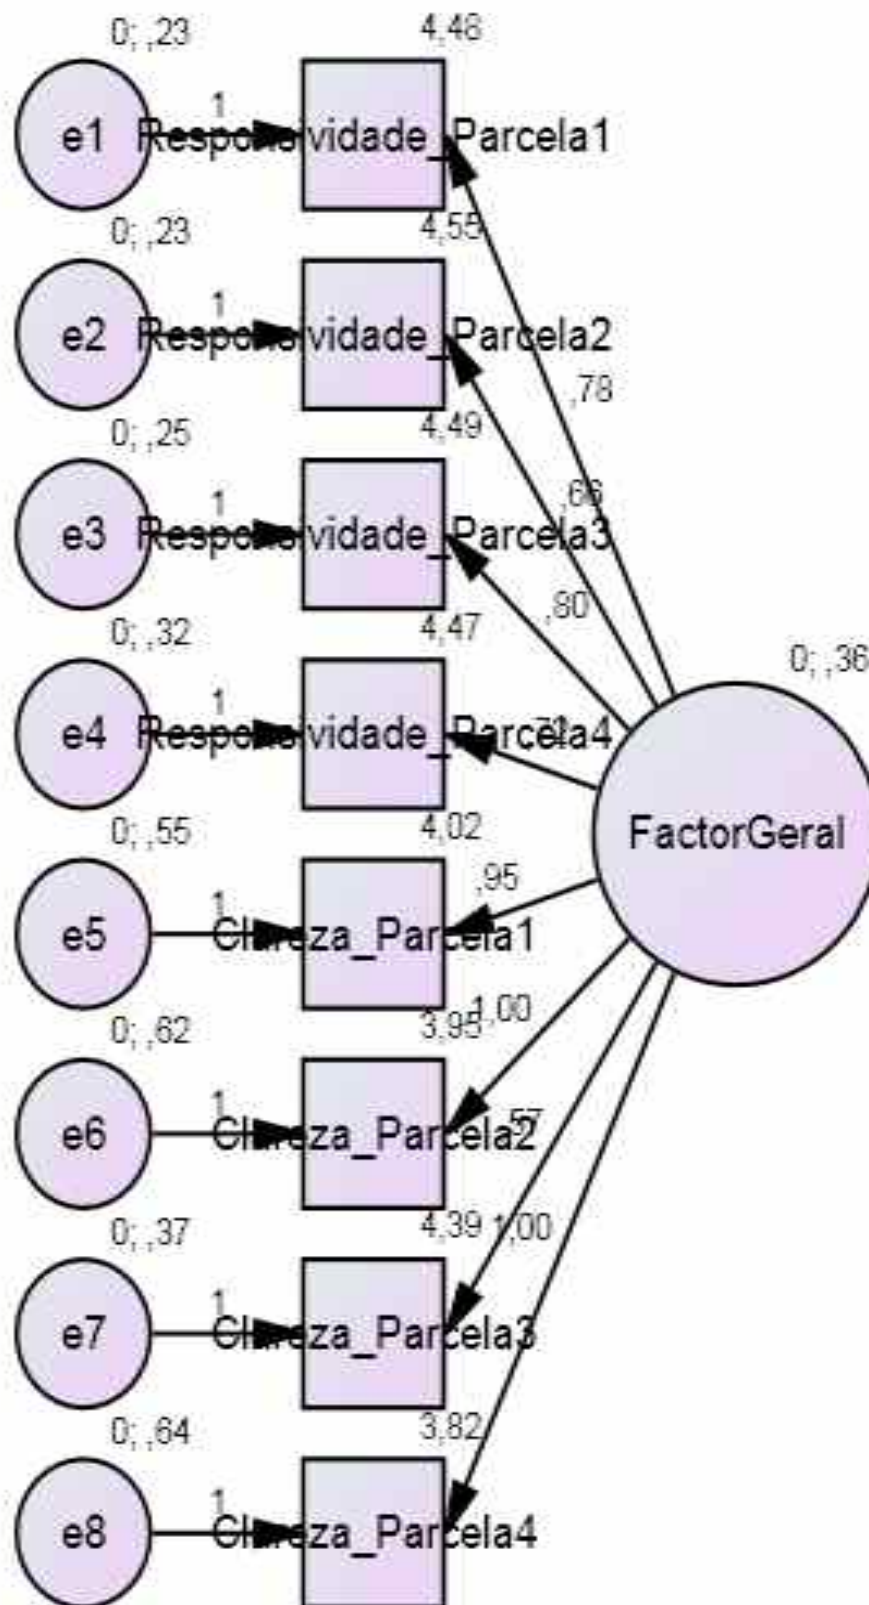 0; ,23
4,48
e1
1
Responsividade_Parcela1
0; ,23
4,55
e2
1
Responsividade_Parcela2
,78
0; ,25
4,49
e3
1
Responsividade_Parcela3
,66
,80
0; ,32
4,47
e4
1
Responsividade_Parcela4
0; ,36
FactorGeral
0; ,55
4,02
e5
1
Clareza_Parcela1
,95
0; ,62
3,95
1,00
e6
1
Clareza_Parcela2
,57
0; ,37
4,39
1,00
e7
1
Clareza_Parcela3
0; ,64
3,82
e8
1
Clareza_Parcela4